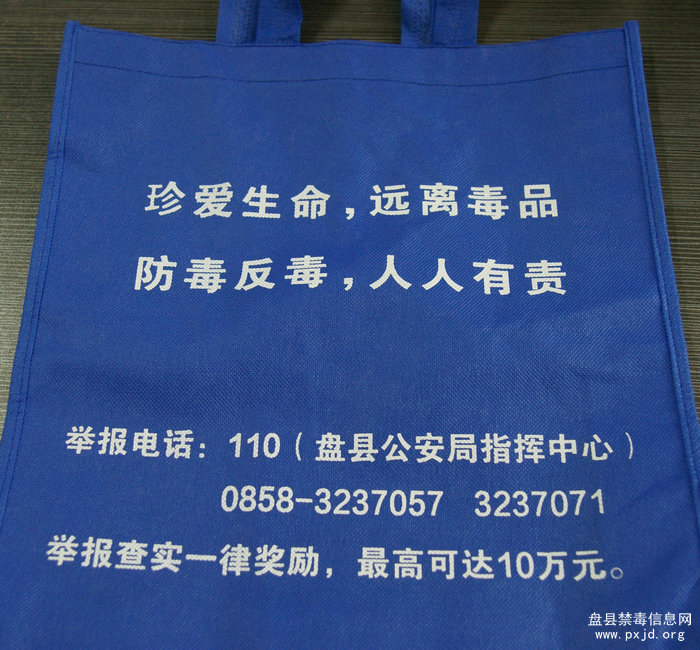 珍爱生命，远离毒品
防毒反毒，人人有责
举报电话：110（盘县公安局指挥中心）
0858-3237057 3237071
举报查实一律奖励，最高可达10万元。
盘县禁毒信息网
www.pxjd.org